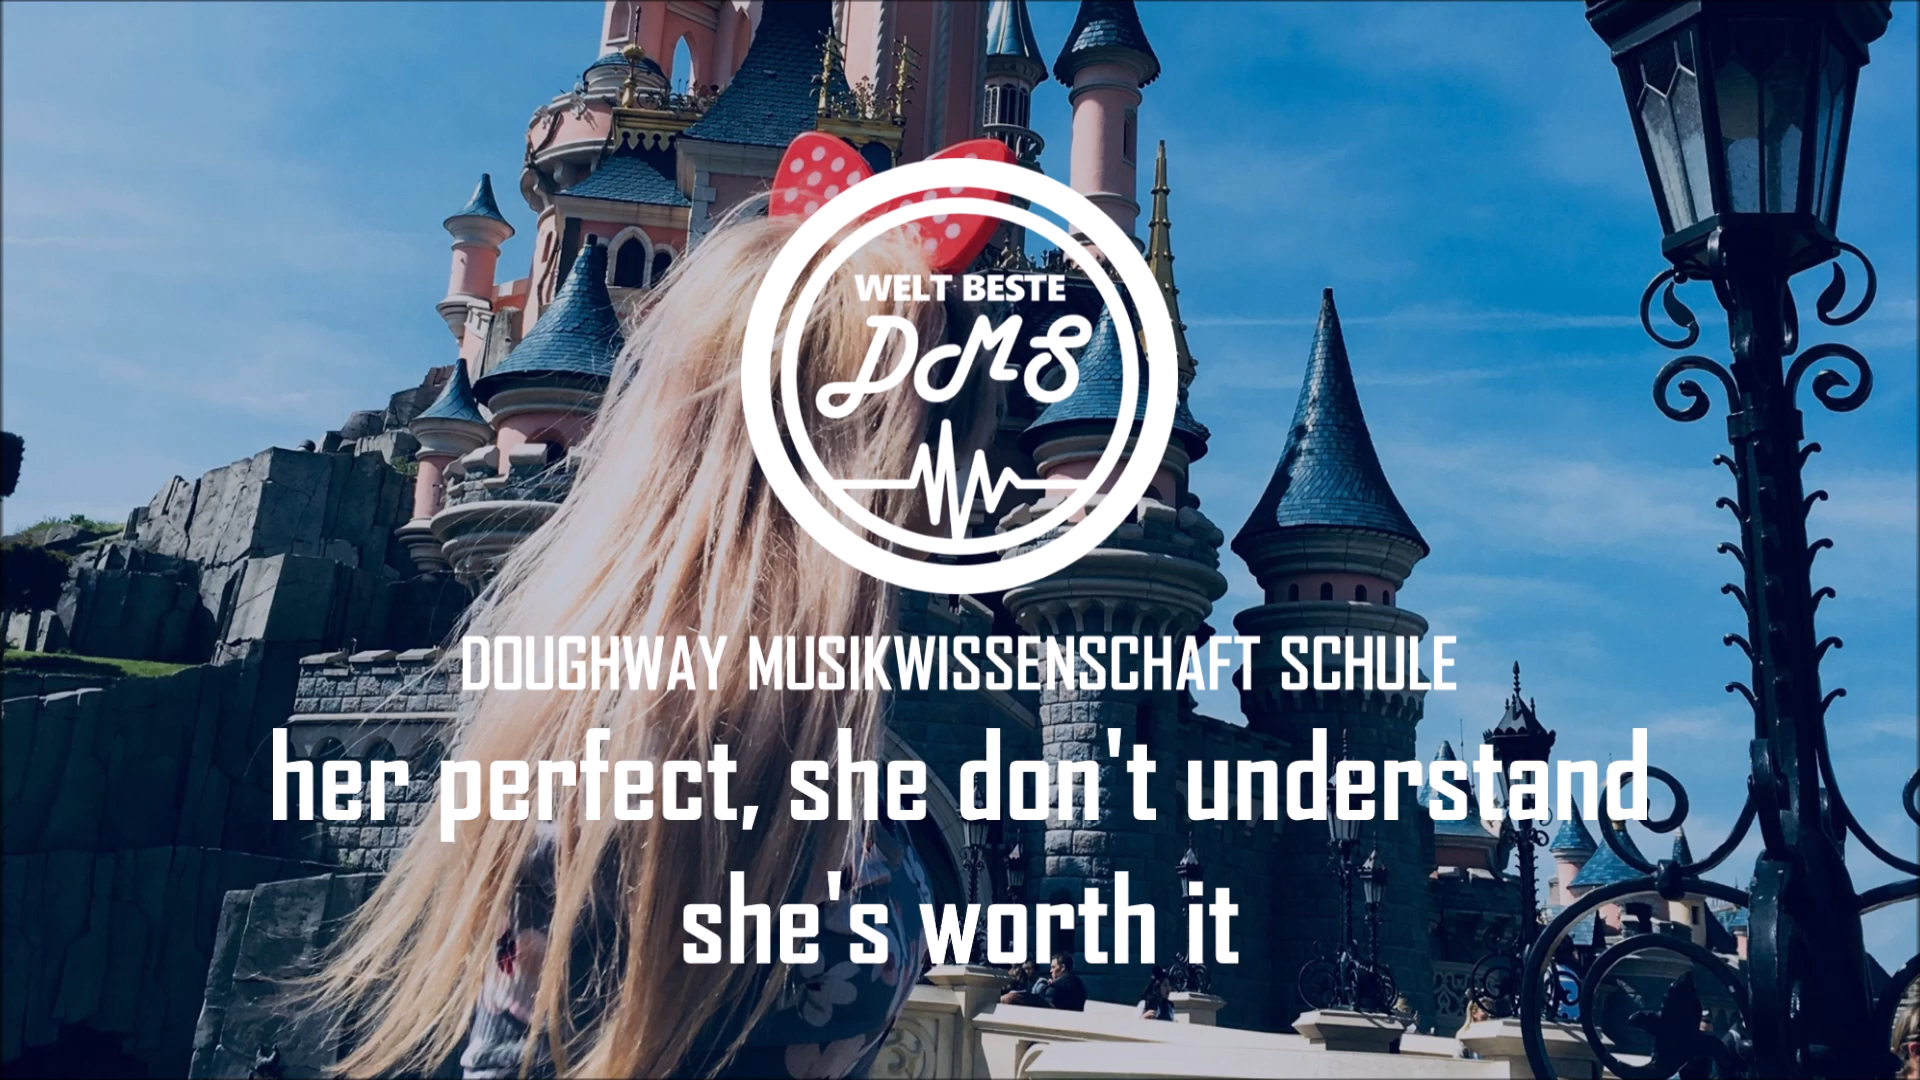 WELT BESTE
DMS
DOUGHWAY MUSIKWISSENSCHAFT SCHULE
her perfect, she don't understand
she's worth it